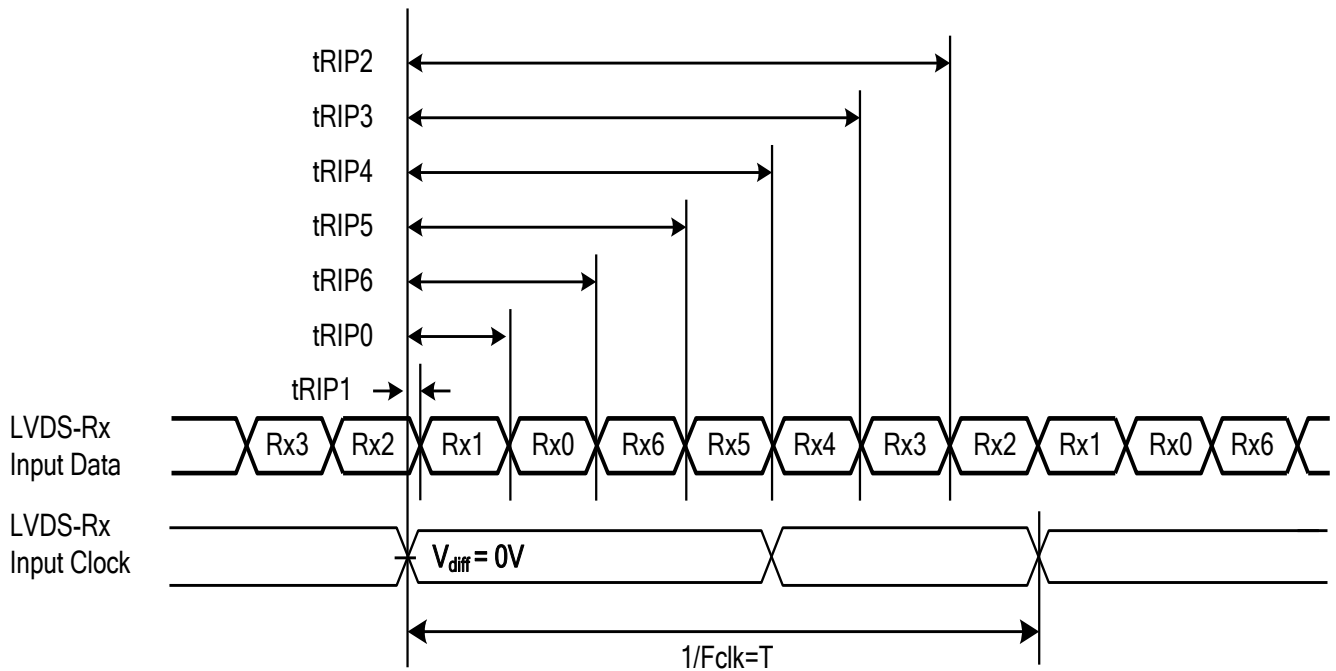 tRIP2
tRIP3
tRIP4
tRIP5
tRIP6
tRIP0
tRIP1
LVDS-Rx
Input Data
Rx3 Rx2 Rx1 Rx0 Rx6 Rx5 Rx4 Rx3 Rx2 Rx1 Rx0 Rx6
LVDS-Rx
Input Clock
Vdiff = 0V
1/Fclk=T